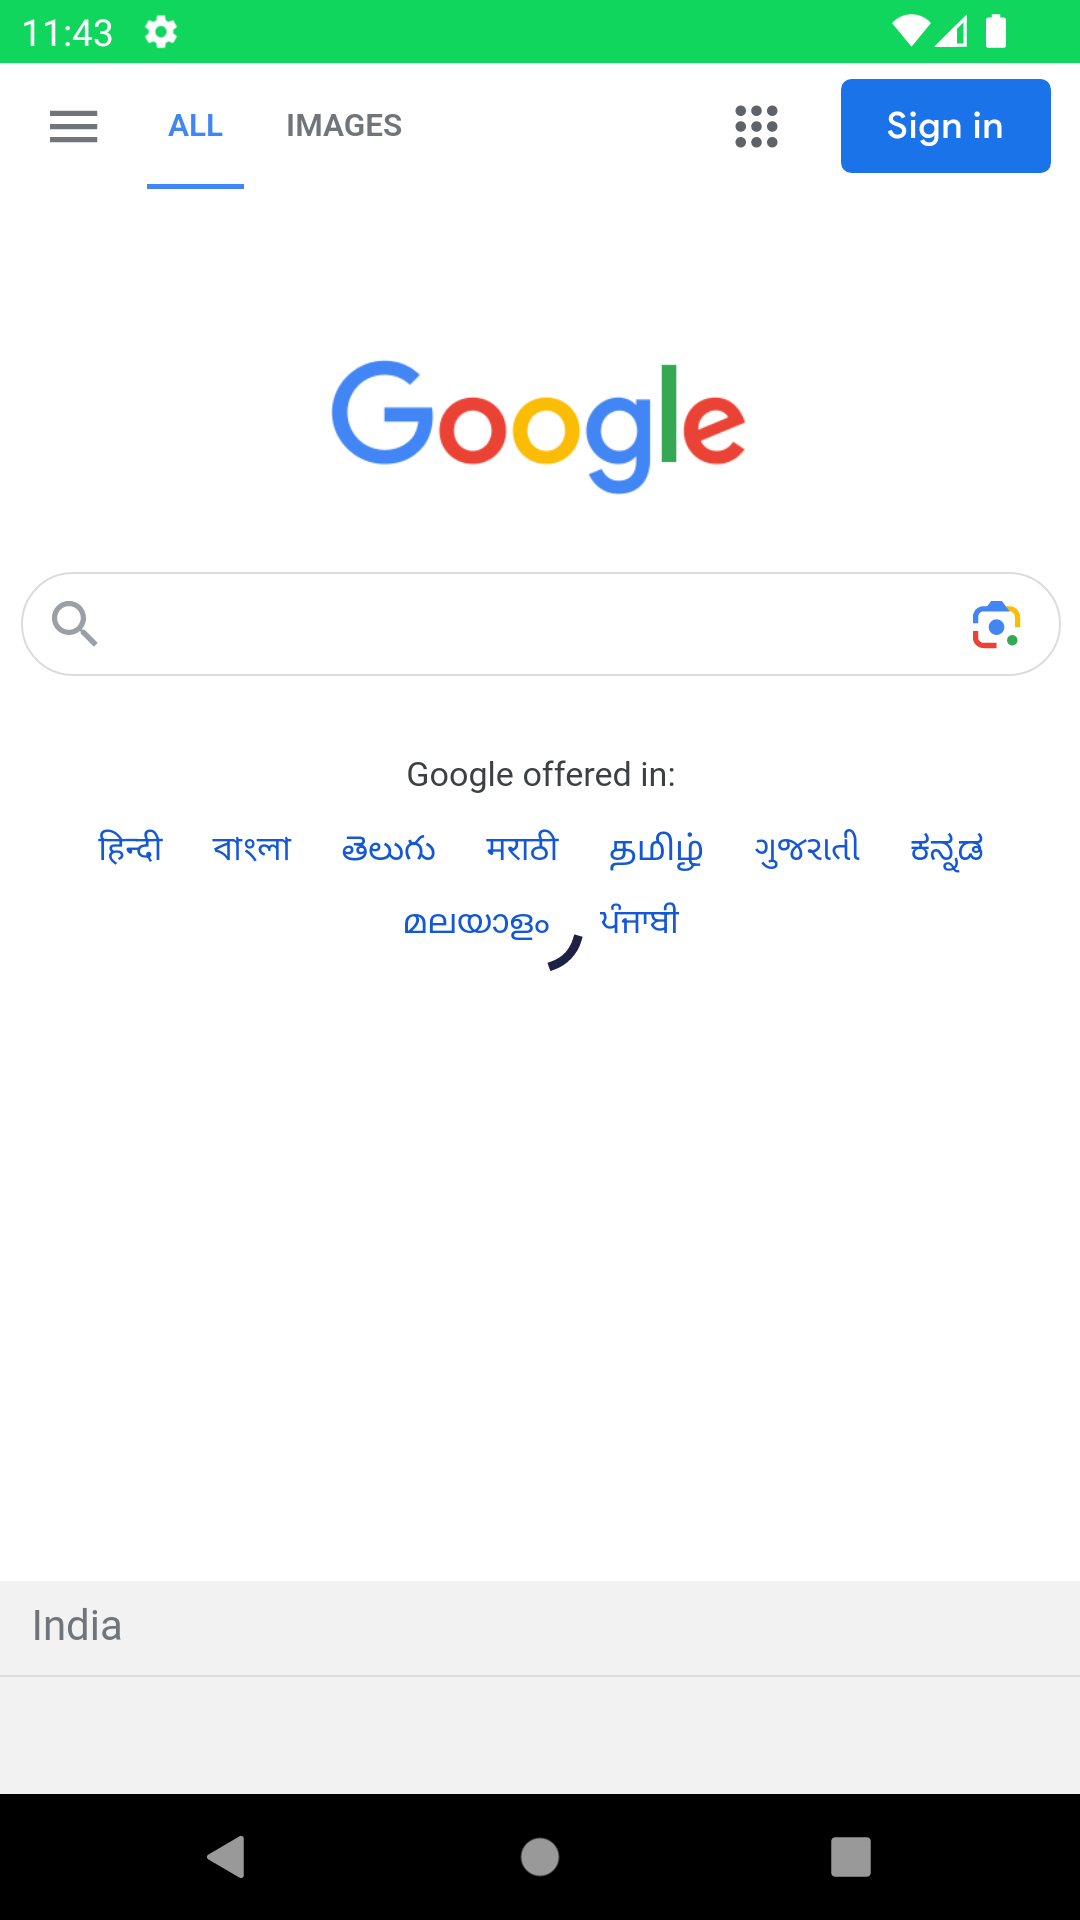 11:43
ALL IMAGES Sign in
Google
Google offered in:
हिन्दी বাংলা తెలుగు मराठी தமிழ் ગુજરાતી ಕನ್ನಡ
മലയാളം ਪੰਜਾਬੀ
India